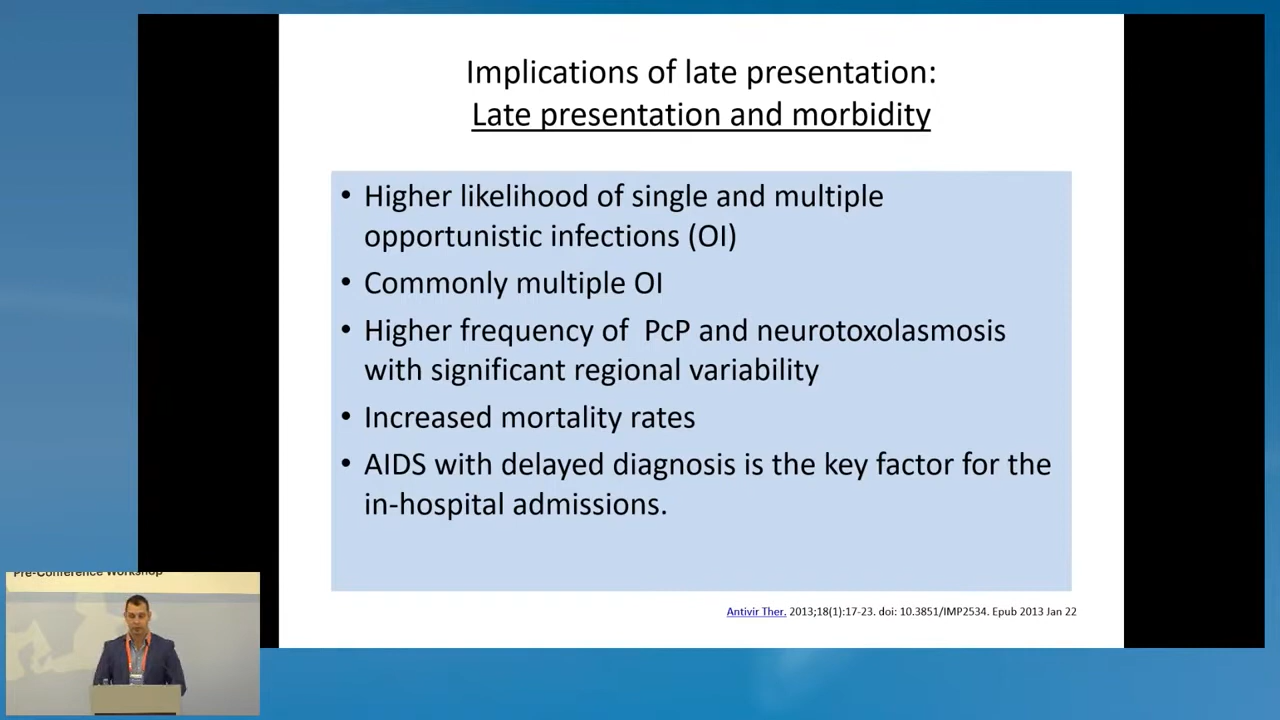 Implications of late presentation:
Late presentation and morbidity
• Higher likelihood of single and multiple
opportunistic infections (OI)
• Commonly multiple OI
• Higher frequency of PcP and neurotoxolasmosis
with significant regional variability
• Increased mortality rates
• AIDS with delayed diagnosis is the key factor for the
in-hospital admissions.
Antivir Ther. 2013;18(1):17-23. doi: 10.3851/IMP2534. Epub 2013 Jan 22
Pre-Conference Workshop